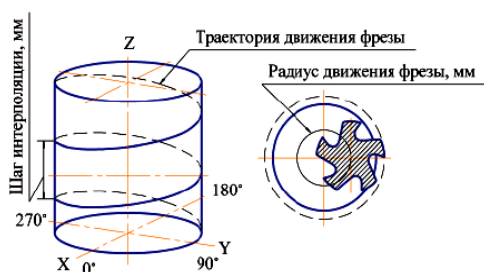 Z
Траектория движения фрезы
Радиус движения фрезы, мм
Шаг интерполяции, мм
180˚
270˚
X
0˚
Y
90˚